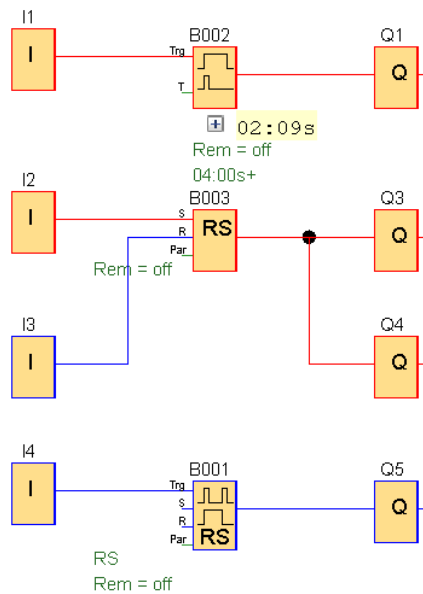 I1
B002
Q1
I
Trg
Q
T
+
02:09s
Rem = off
04:00s+
I2
B003
Q3
I
S
R
RS
Q
Par
Rem = off
I3
Q4
I
Q
I4
B001
Q5
I
Trg
S
R
RS
Q
Par
RS
Rem = off